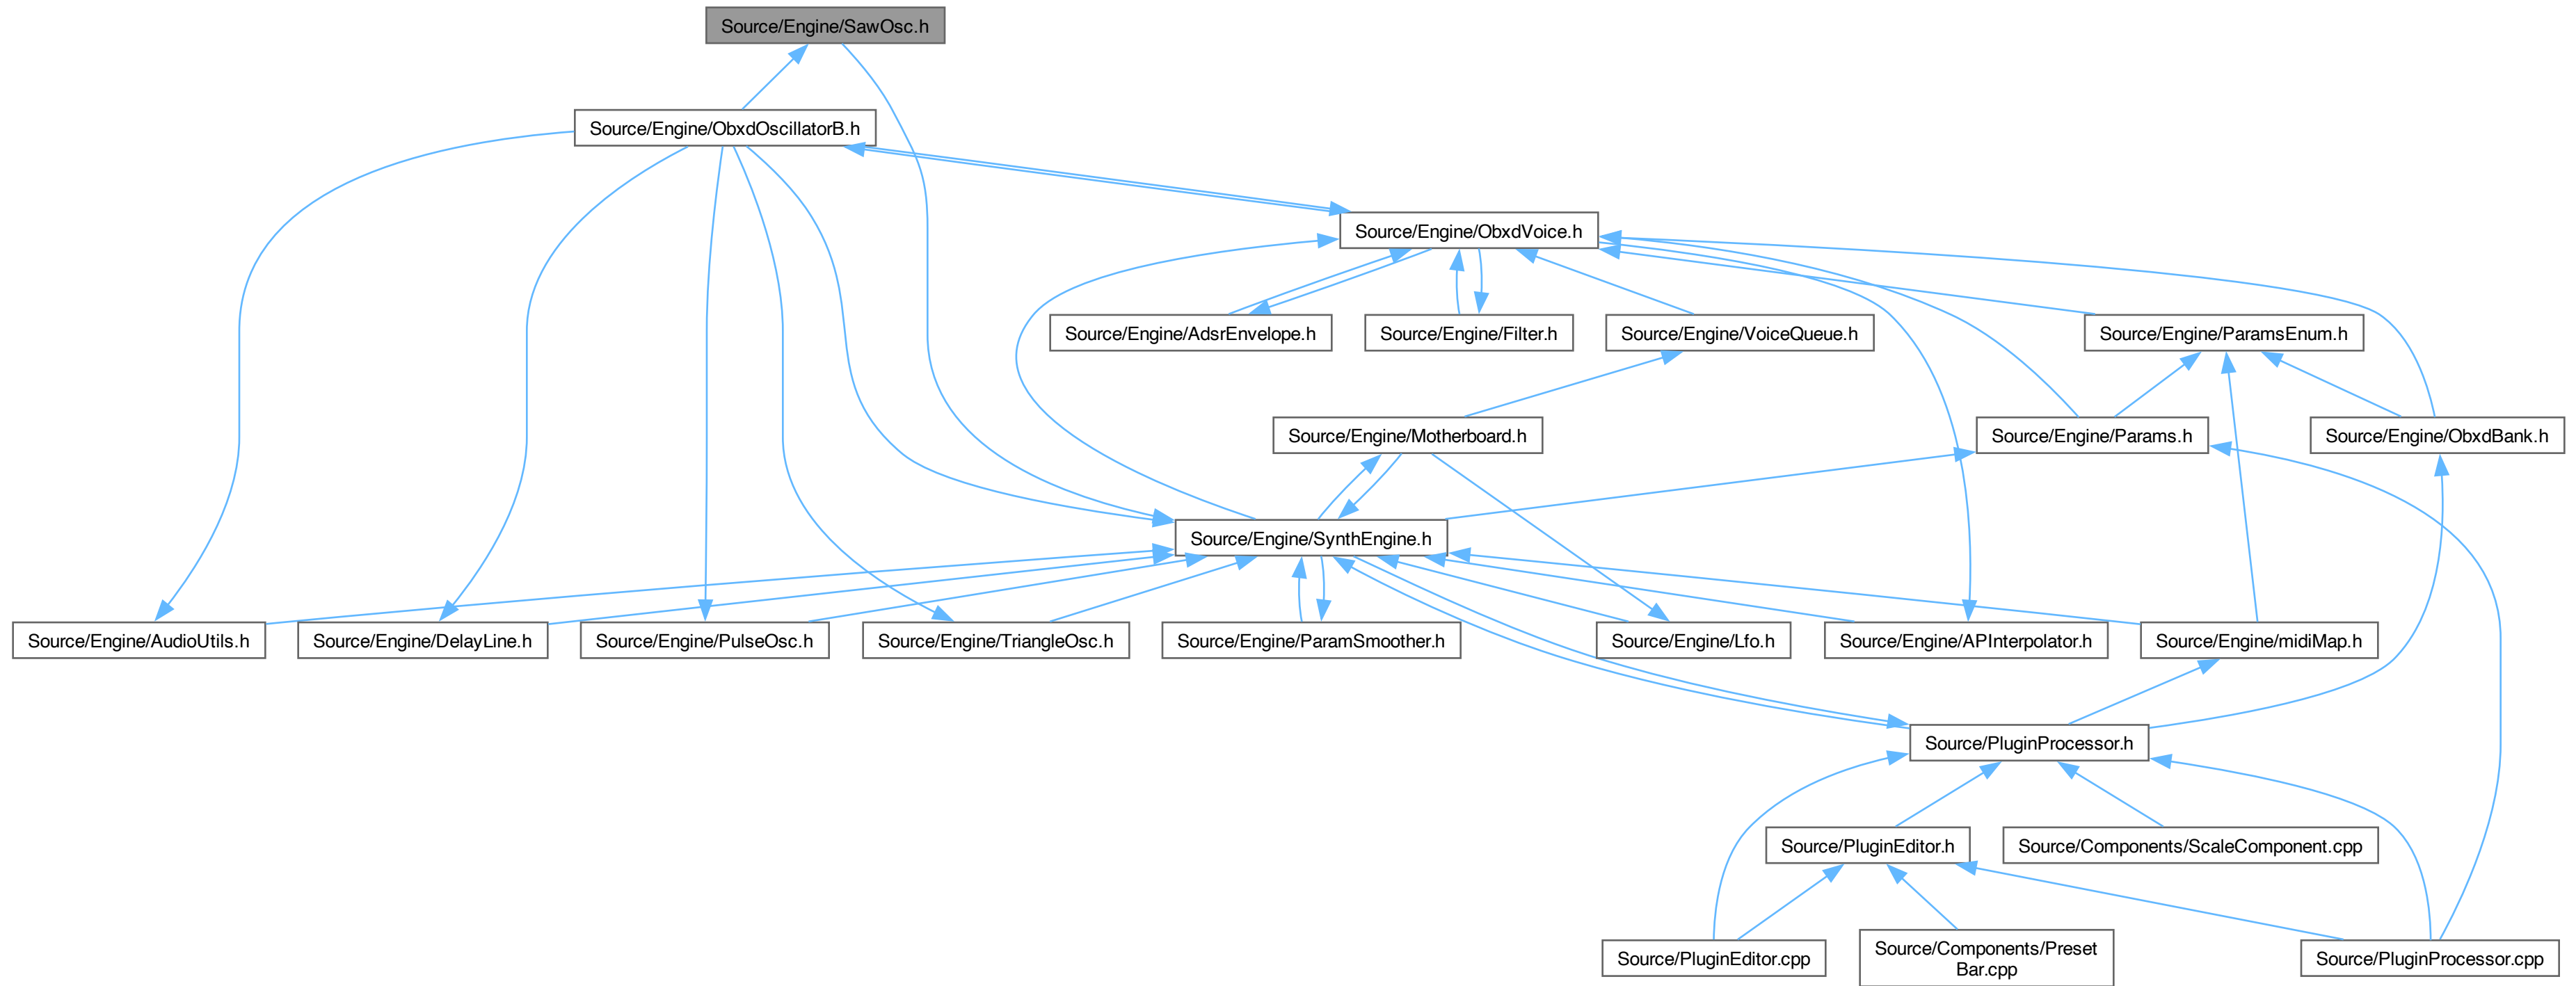 Source/Engine/SawOsc.h
Source/Engine/ObxdOscillatorB.h
Source/Engine/ObxdVoice.h
Source/Engine/AdsrEnvelope.h
Source/Engine/Filter.h
Source/Engine/VoiceQueue.h
Source/Engine/ParamsEnum.h
Source/Engine/Motherboard.h
Source/Engine/Params.h
Source/Engine/ObxdBank.h
Source/Engine/SynthEngine.h
Source/Engine/AudioUtils.h
Source/Engine/DelayLine.h
Source/Engine/PulseOsc.h
Source/Engine/TriangleOsc.h
Source/Engine/ParamSmoother.h
Source/Engine/Lfo.h
Source/Engine/APInterpolator.h
Source/Engine/midiMap.h
Source/PluginProcessor.h
Source/PluginEditor.h
Source/Components/ScaleComponent.cpp
Source/PluginEditor.cpp
Source/Components/Preset
Bar.cpp
Source/PluginProcessor.cpp